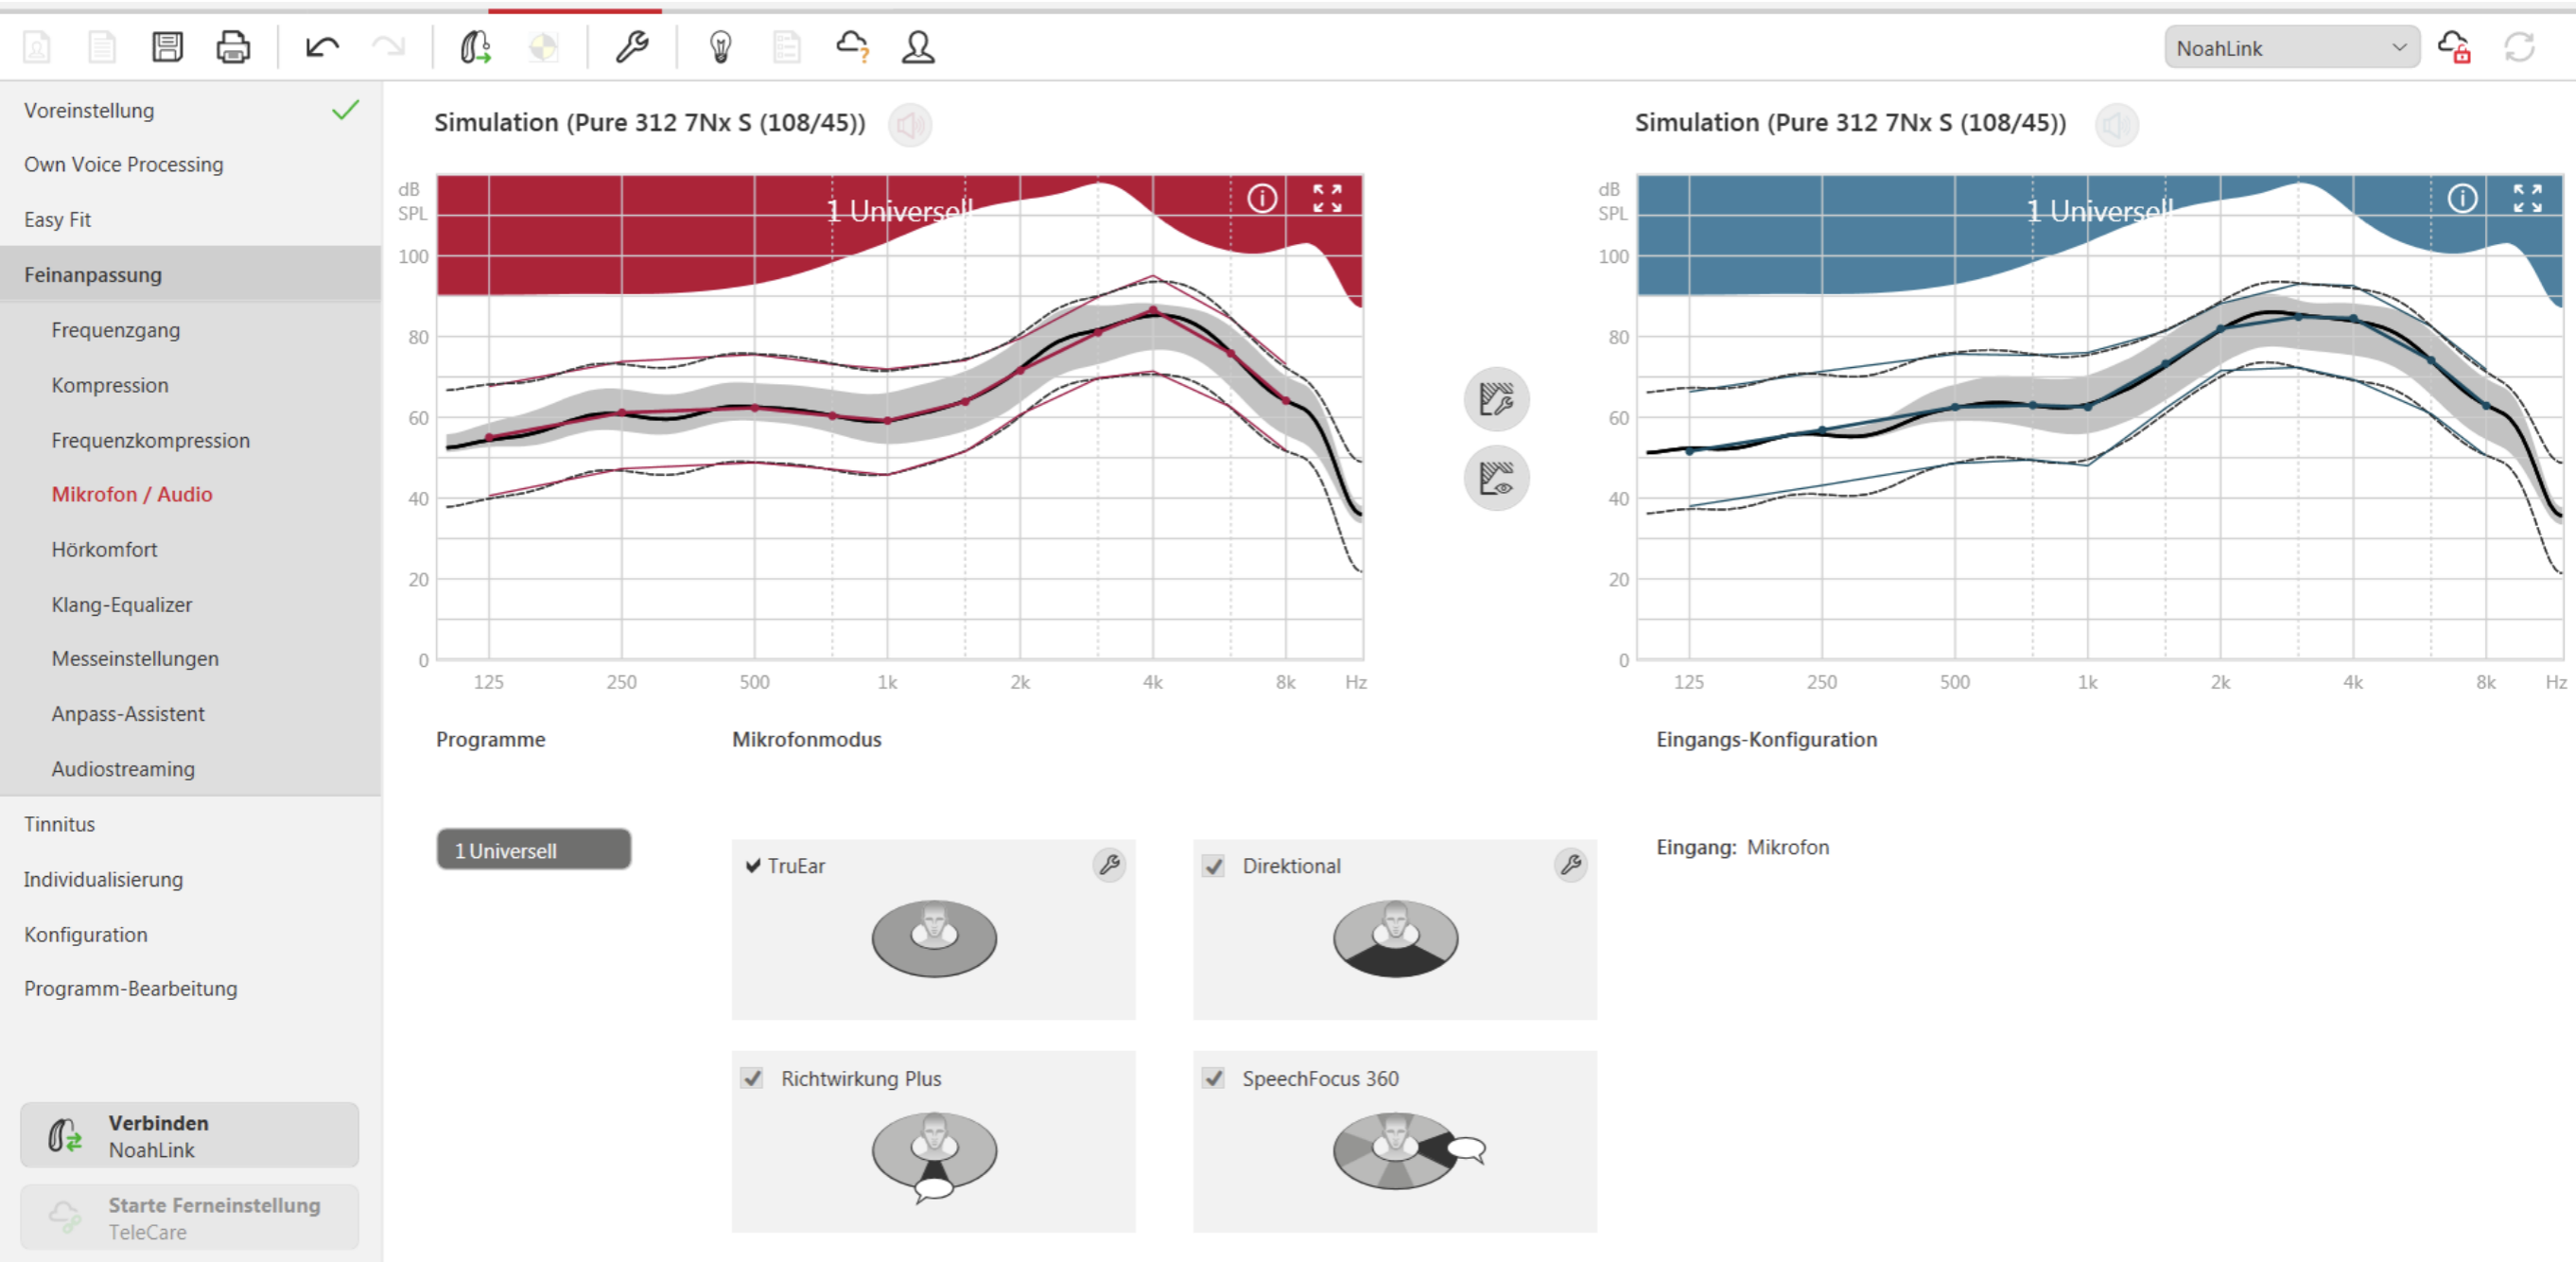 NoahLink
Voreinstellung
Own Voice Processing
Easy Fit
Feinanpassung
Frequenzgang
Kompression
Frequenzkompression
Mikrofon / Audio
Hörkomfort
Klang-Equalizer
Messeinstellungen
Anpass-Assistent
Audiostreaming
Tinnitus
Individualisierung
Konfiguration
Programm-Bearbeitung
Verbinden
NoahLink
Starte Ferneinstellung
TeleCare
Simulation (Pure 312 7Nx S (108/45))
dB
SPL
1 Universell
100
80
60
40
20
0
125 250 500 1k 2k 4k 8k Hz
Simulation (Pure 312 7Nx S (108/45))
dB
SPL
1 Universell
100
80
60
40
20
0
125 250 500 1k 2k 4k 8k Hz
Programme
1 Universell
Mikrofonmodus
TruEar
Direktional
Richtwirkung Plus
SpeechFocus 360
Eingangs-Konfiguration
Eingang: Mikrofon